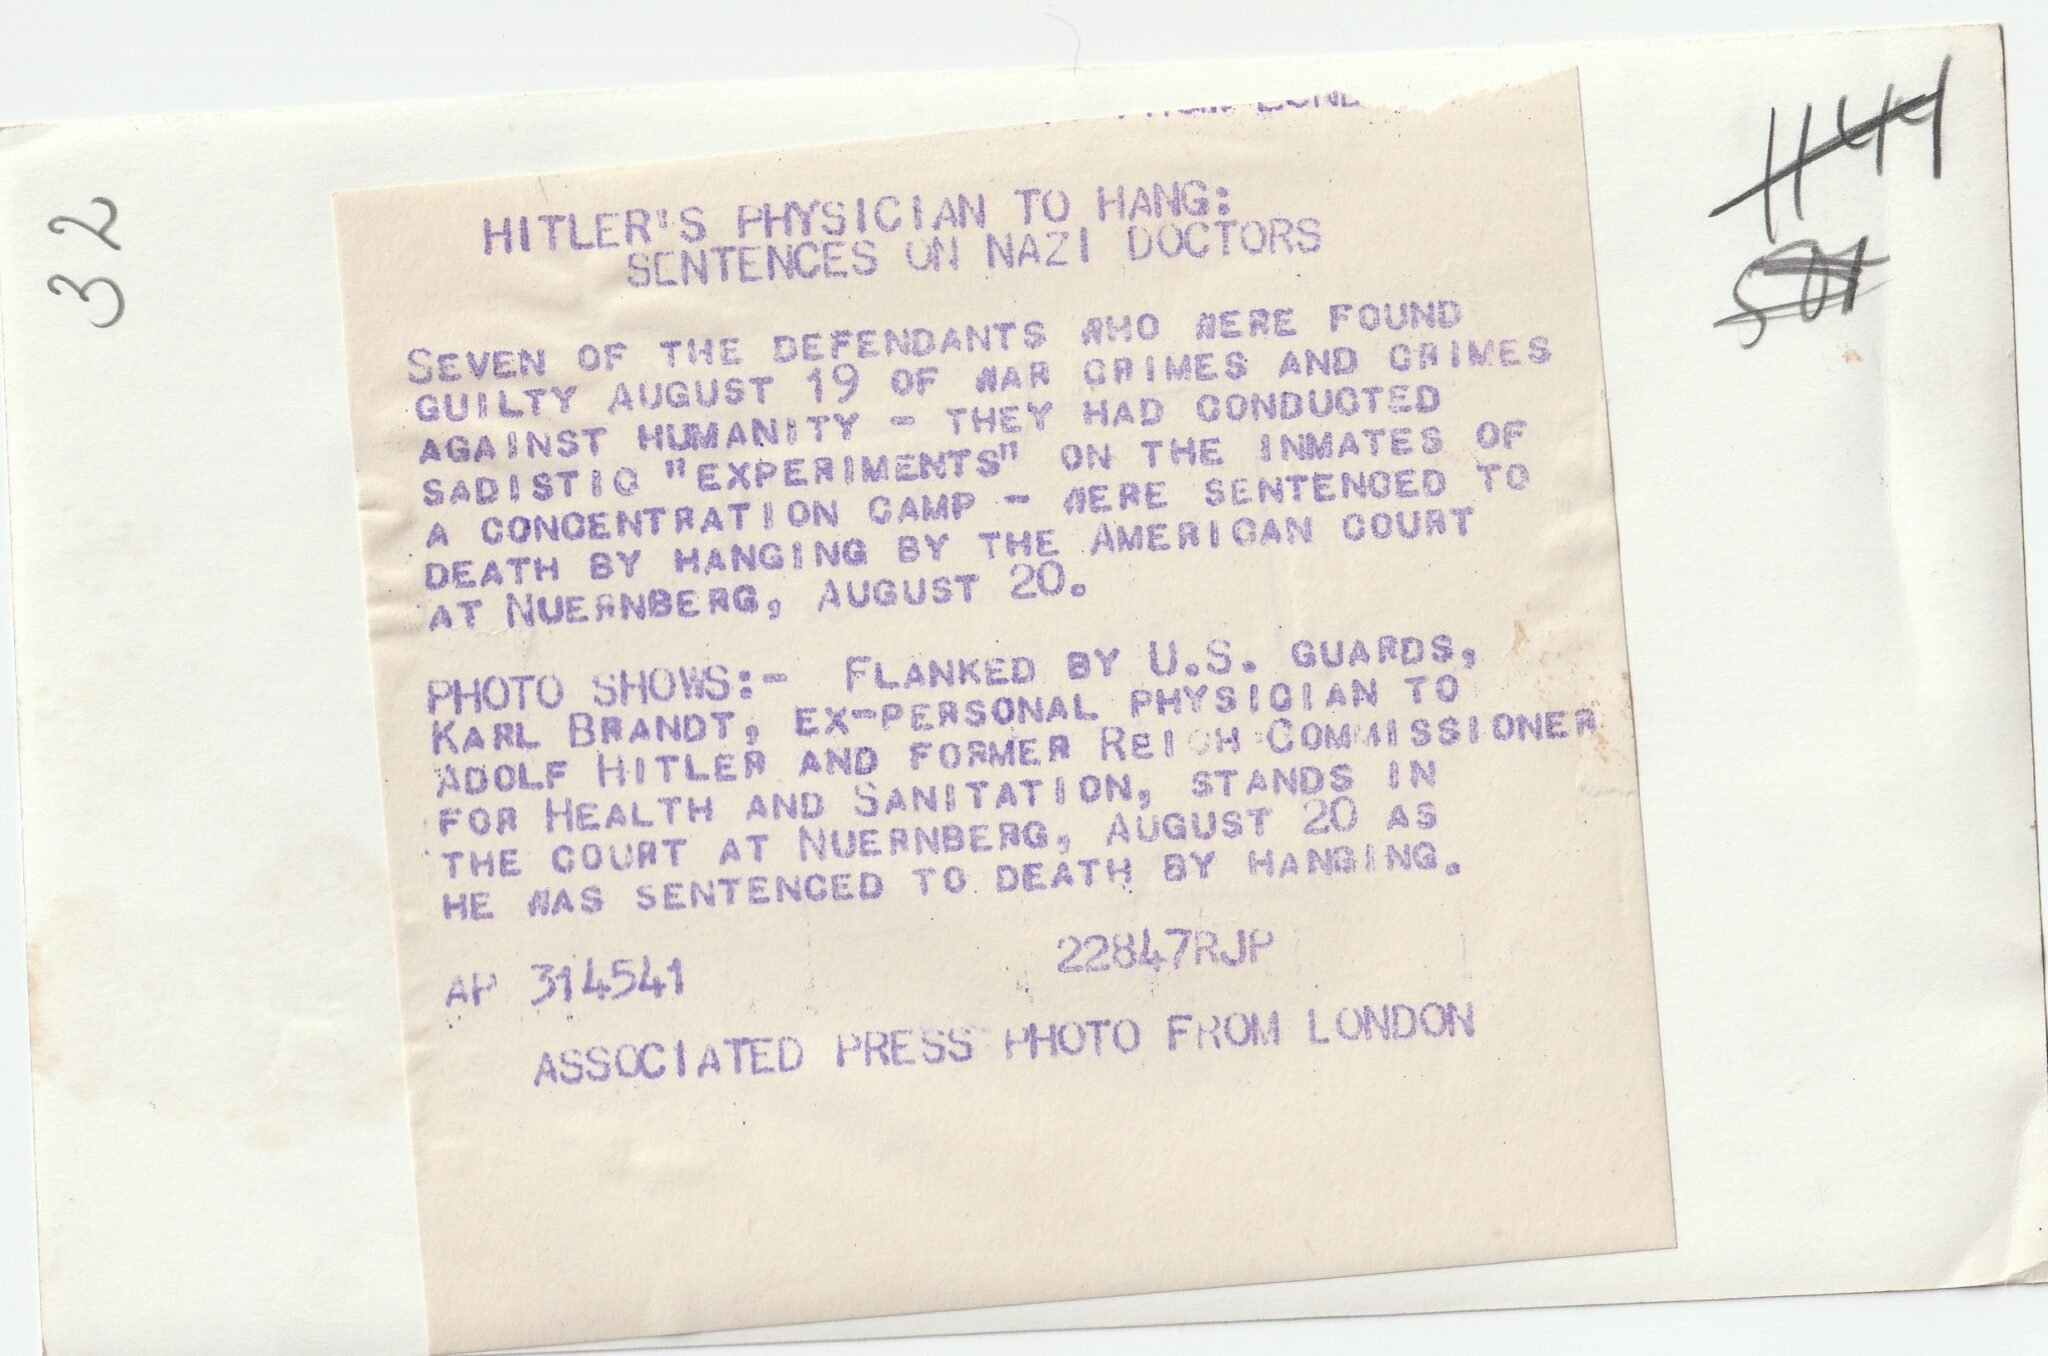 HITLER'S PHYSICIAN TO HANG:
SENTENCES ON NAZI DOCTORS
SEVEN OF THE DEFENDANTS WHO WERE FOUND
GUILTY AUGUST 19 OF WAR CRIMES AND CRIMES
AGAINST HUMANITY - THEY HAD CONDUCTED
SADISTIC "EXPERIMENTS" ON THE INMATES OF
A CONCENTRATION CAMP - WERE SENTENCED TO
DEATH BY HANGING BY THE AMERICAN COURT
AT NUERNBERG, AUGUST 20.
PHOTO SHOWS:- FLANKED BY U.S. GUARDS,
KARL BRANDT, EX-PERSONAL PHYSICIAN TO
ADOLF HITLER AND FORMER REICH COMMISSIONER
FOR HEALTH AND SANITATION, STANDS IN
THE COURT AT NUERNBERG, AUGUST 20 AS
HE WAS SENTENCED TO DEATH BY HANGING.
AP 314541 22847RJP
ASSOCIATED PRESS PHOTO FROM LONDON
32